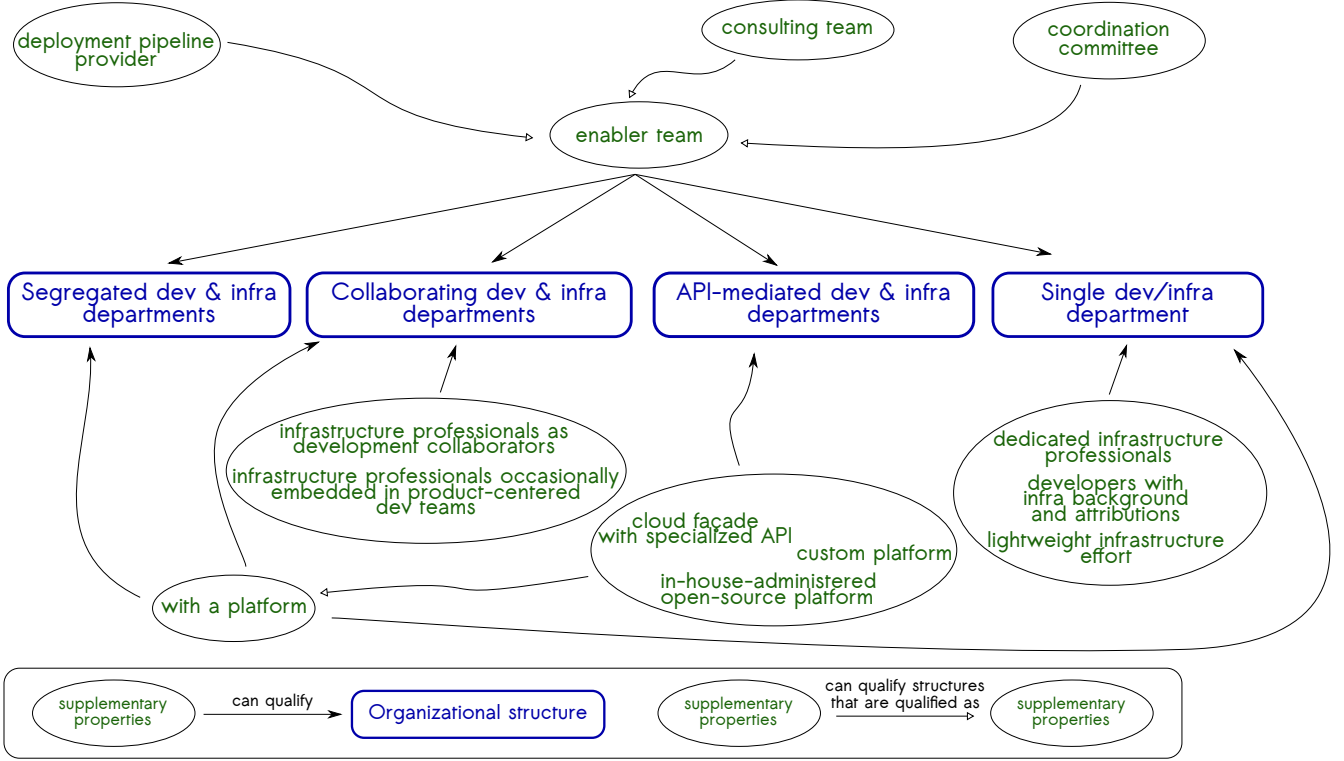 deployment pipeline
provider
consulting team
coordination
committee
enabler team
Segregated dev & infra
departments
Collaborating dev & infra
departments
API-mediated dev & infra
departments
Single dev/infra
department
infrastructure professionals as
development collaborators
infrastructure professionals occasionally
embedded in product-centered
dev teams
cloud façade
with specialized API
custom platform
in-house-administered
open-source platform
dedicated infrastructure
professionals
developers with
infra background
and attributions
lightweight infrastructure
effort
with a platform
supplementary
properties
can qualify
Organizational structure
supplementary
properties
can qualify structures
that are qualified as
supplementary
properties